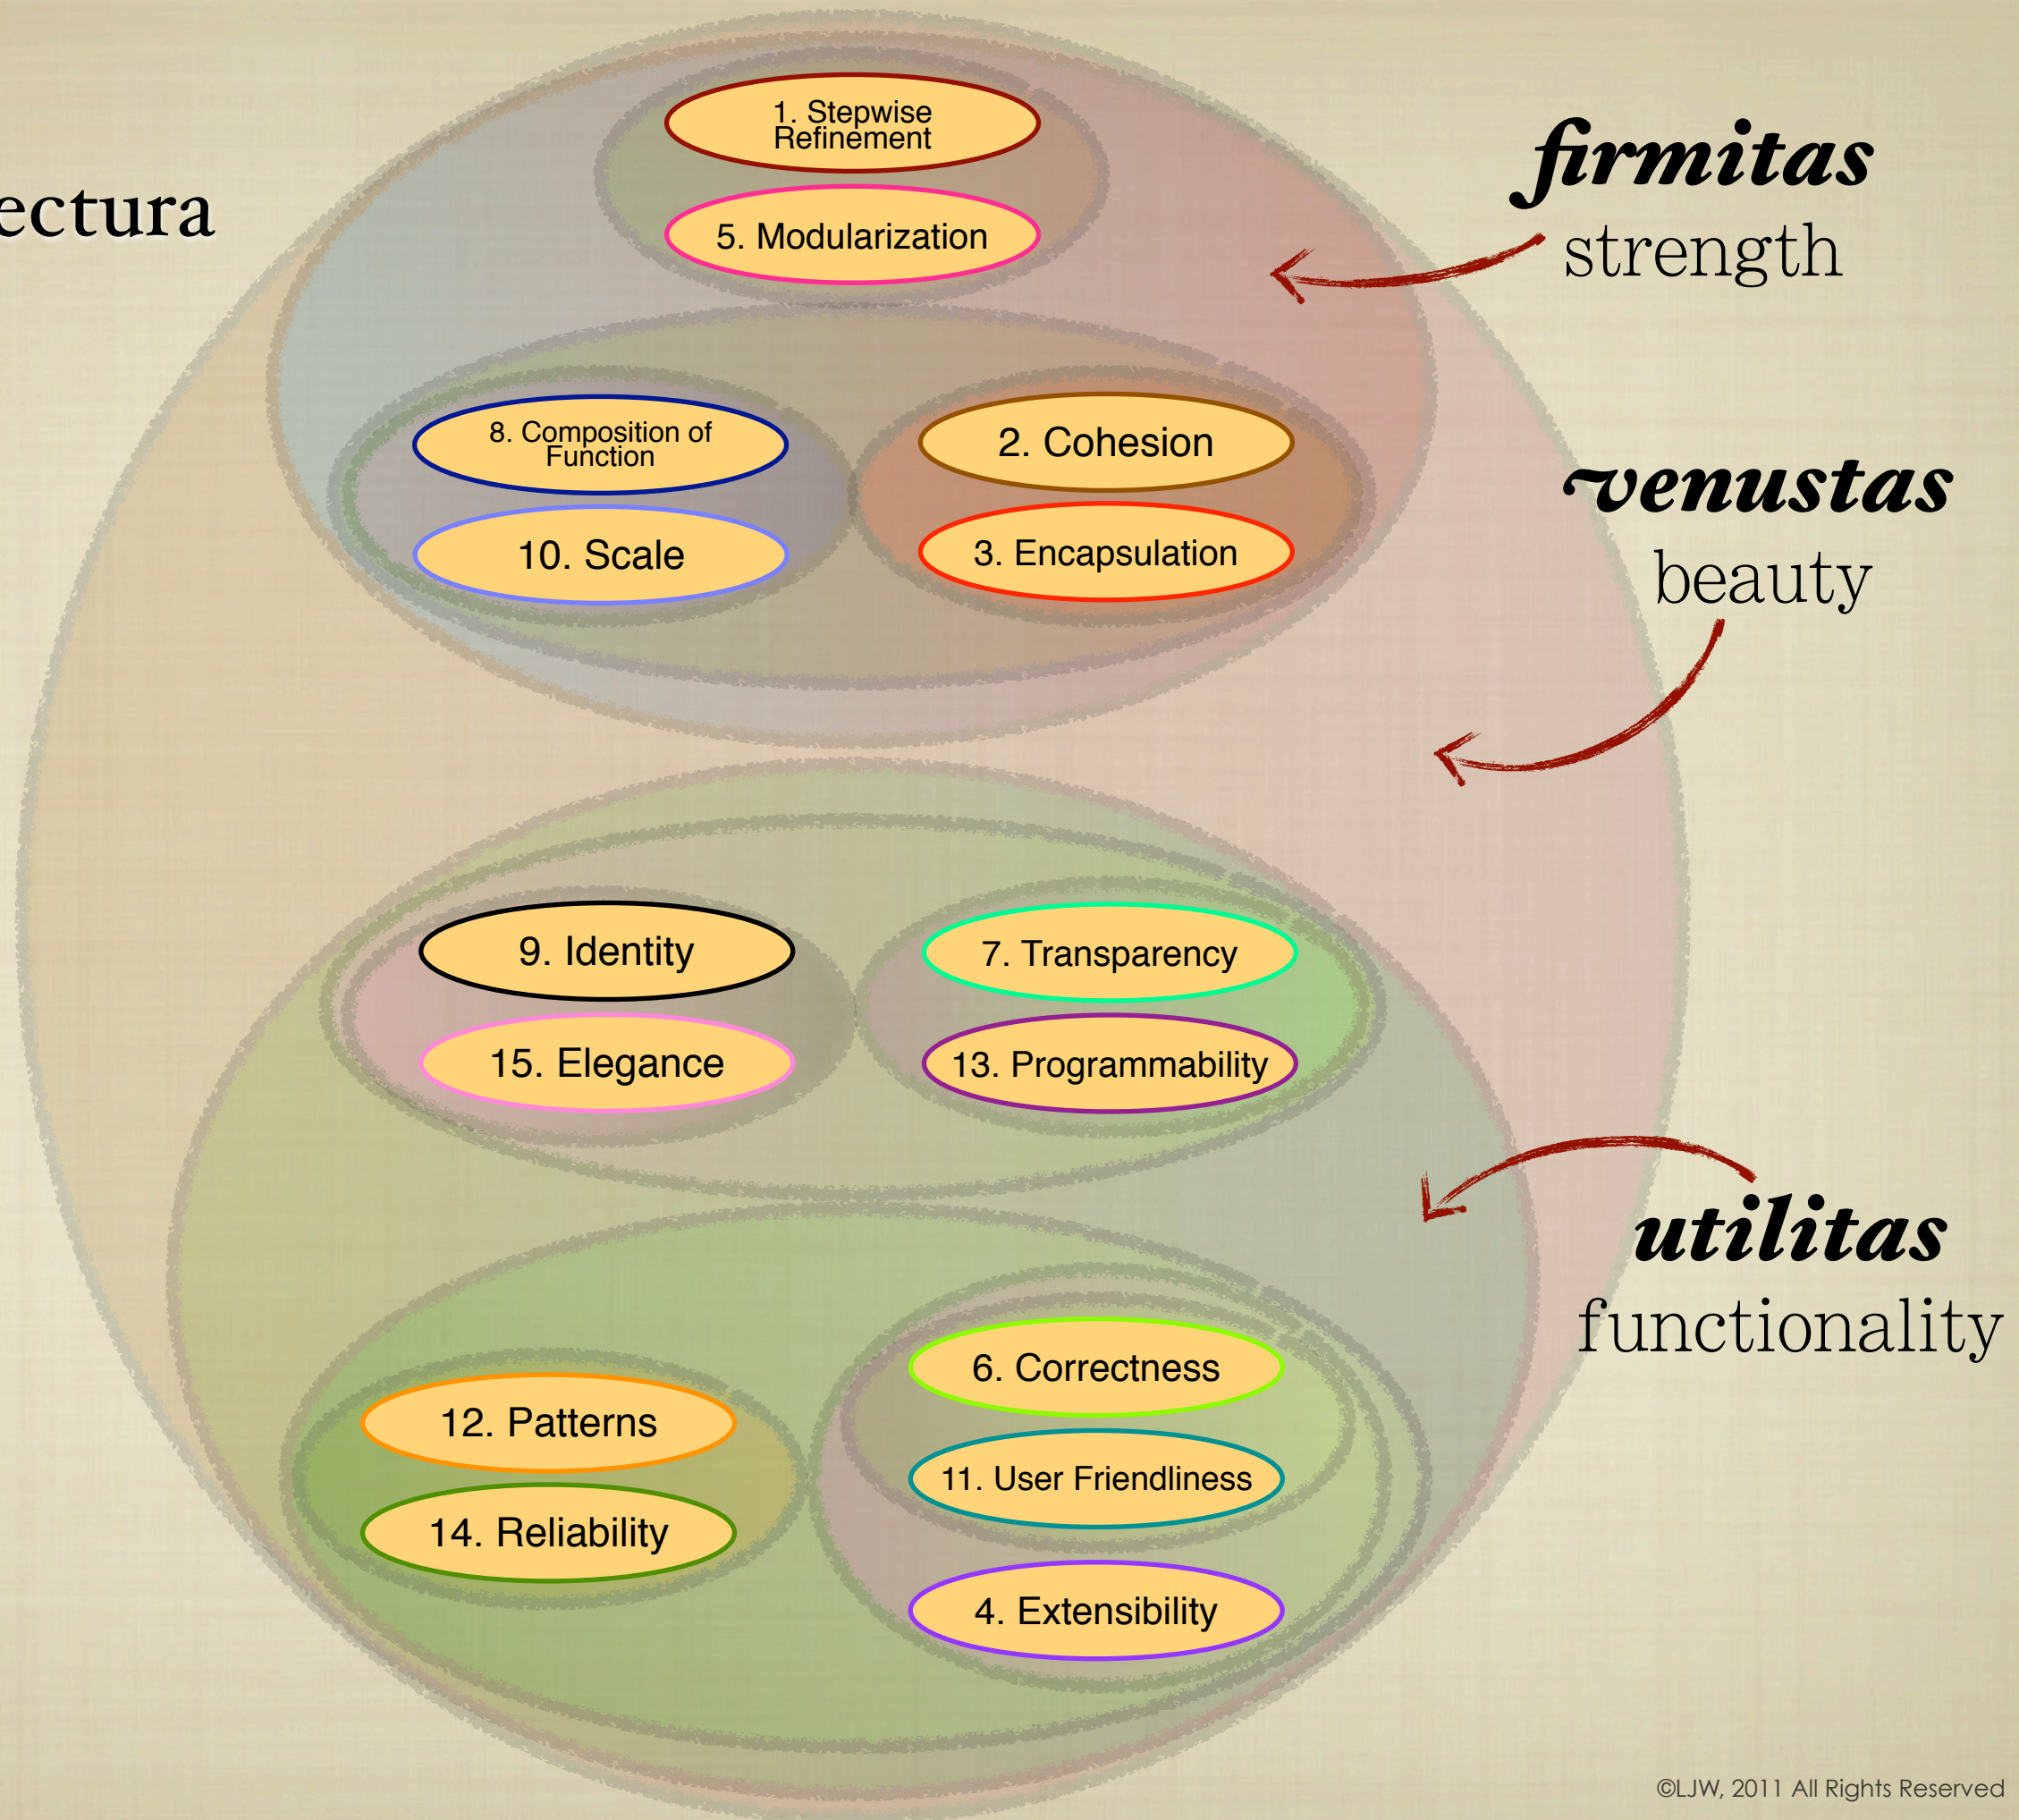 ectura
1. Stepwise
Refinement
5. Modularization
8. Composition of
Function
10. Scale
2. Cohesion
3. Encapsulation
firmitas
strength
venustas
beauty
9. Identity
15. Elegance
7. Transparency
13. Programmability
utilitas
functionality
12. Patterns
14. Reliability
6. Correctness
11. User Friendliness
4. Extensibility
©LJW, 2011 All Rights Reserved